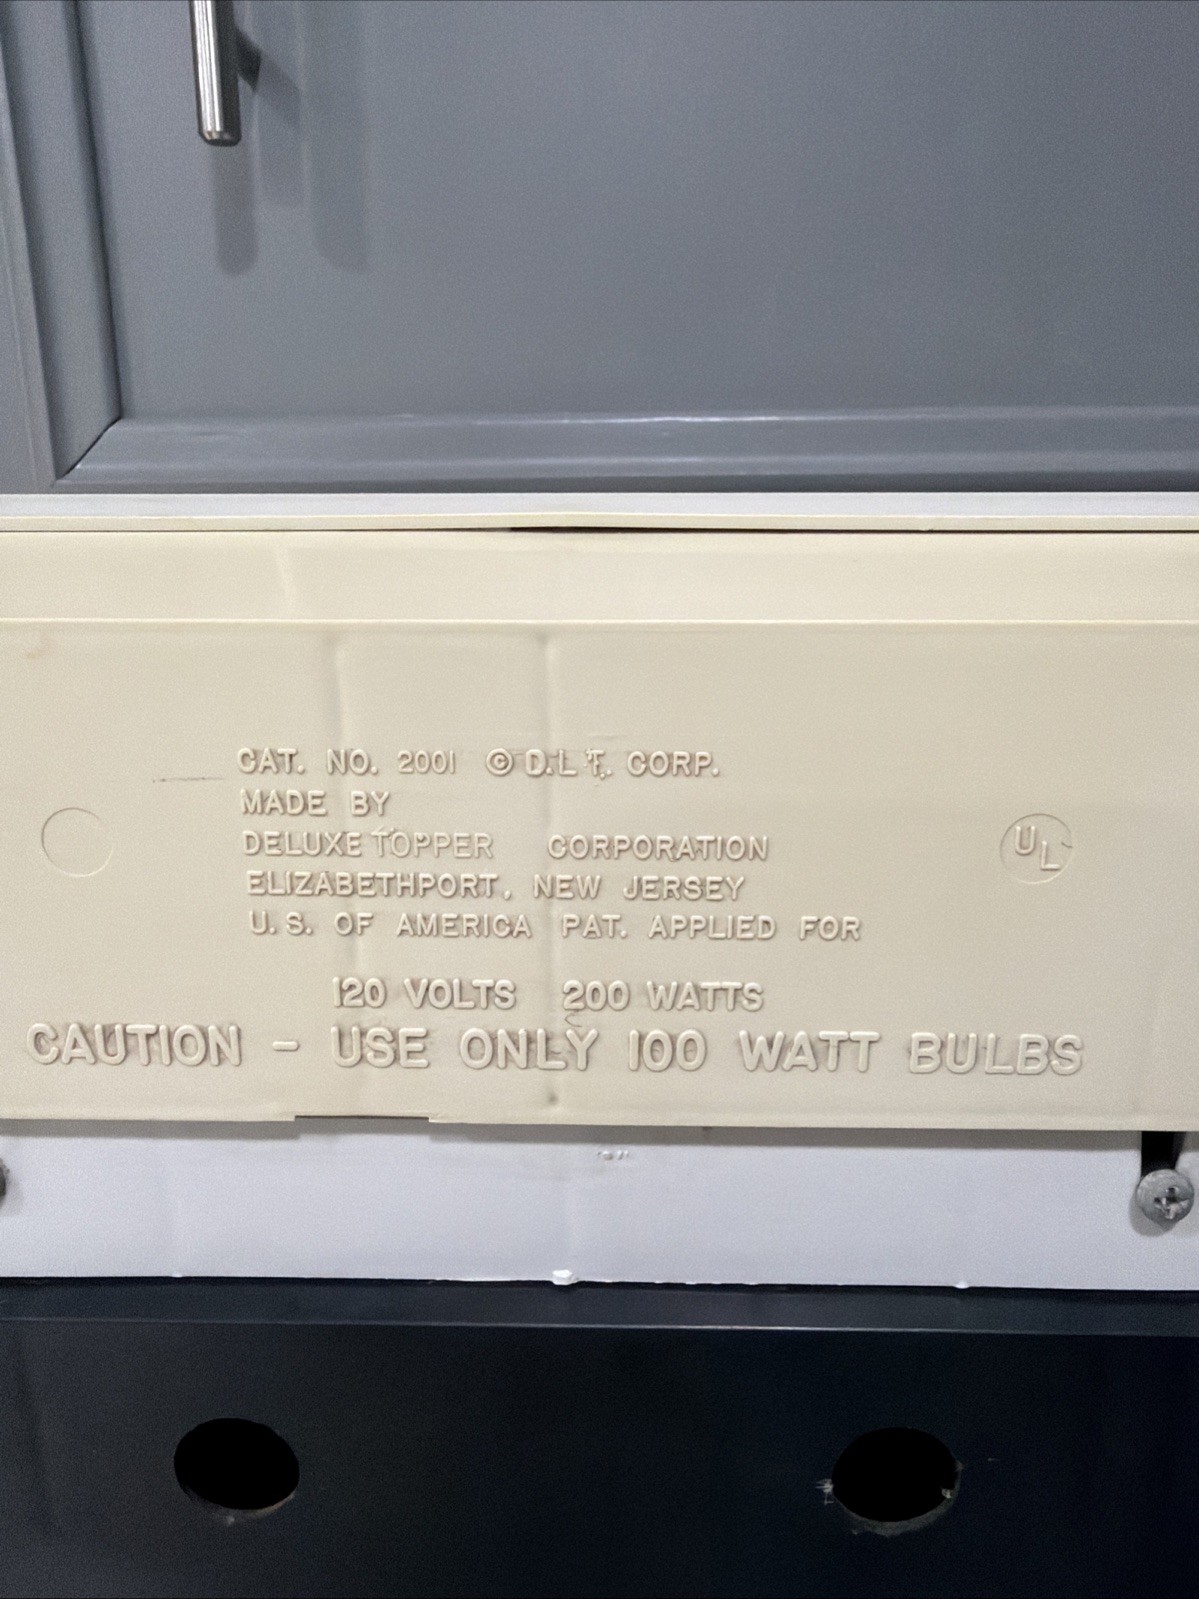 CAT. NO. 2001 © D.L.T. CORP.
MADE BY
DELUXE TOPPER CORPORATION
UL
ELIZABETHPORT, NEW JERSEY
U.S. OF AMERICA PAT. APPLIED FOR
120 VOLTS 200 WATTS
CAUTION - USE ONLY 100 WATT BULBS